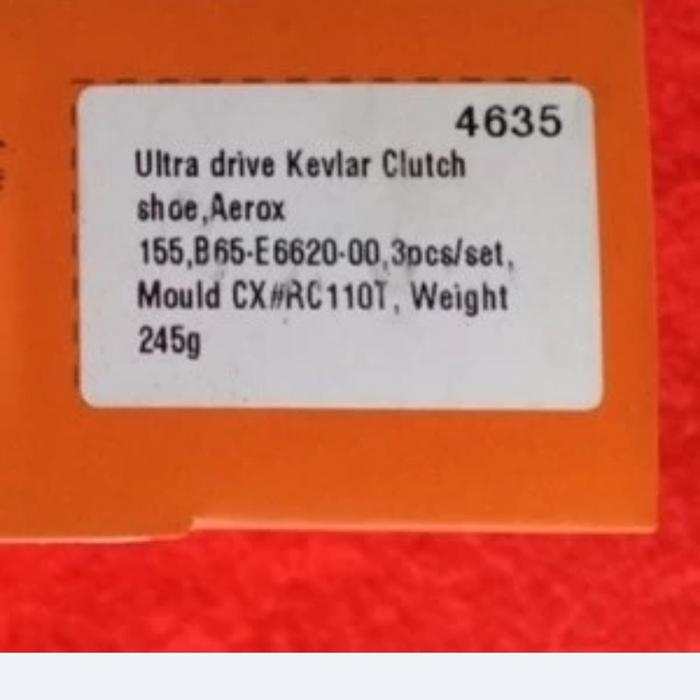 4635
Ultra drive Kevlar Clutch
shoe,Aerox
155,B65-E6620-00,3pcs/set,
Mould CX#RC110T, Weight
245g